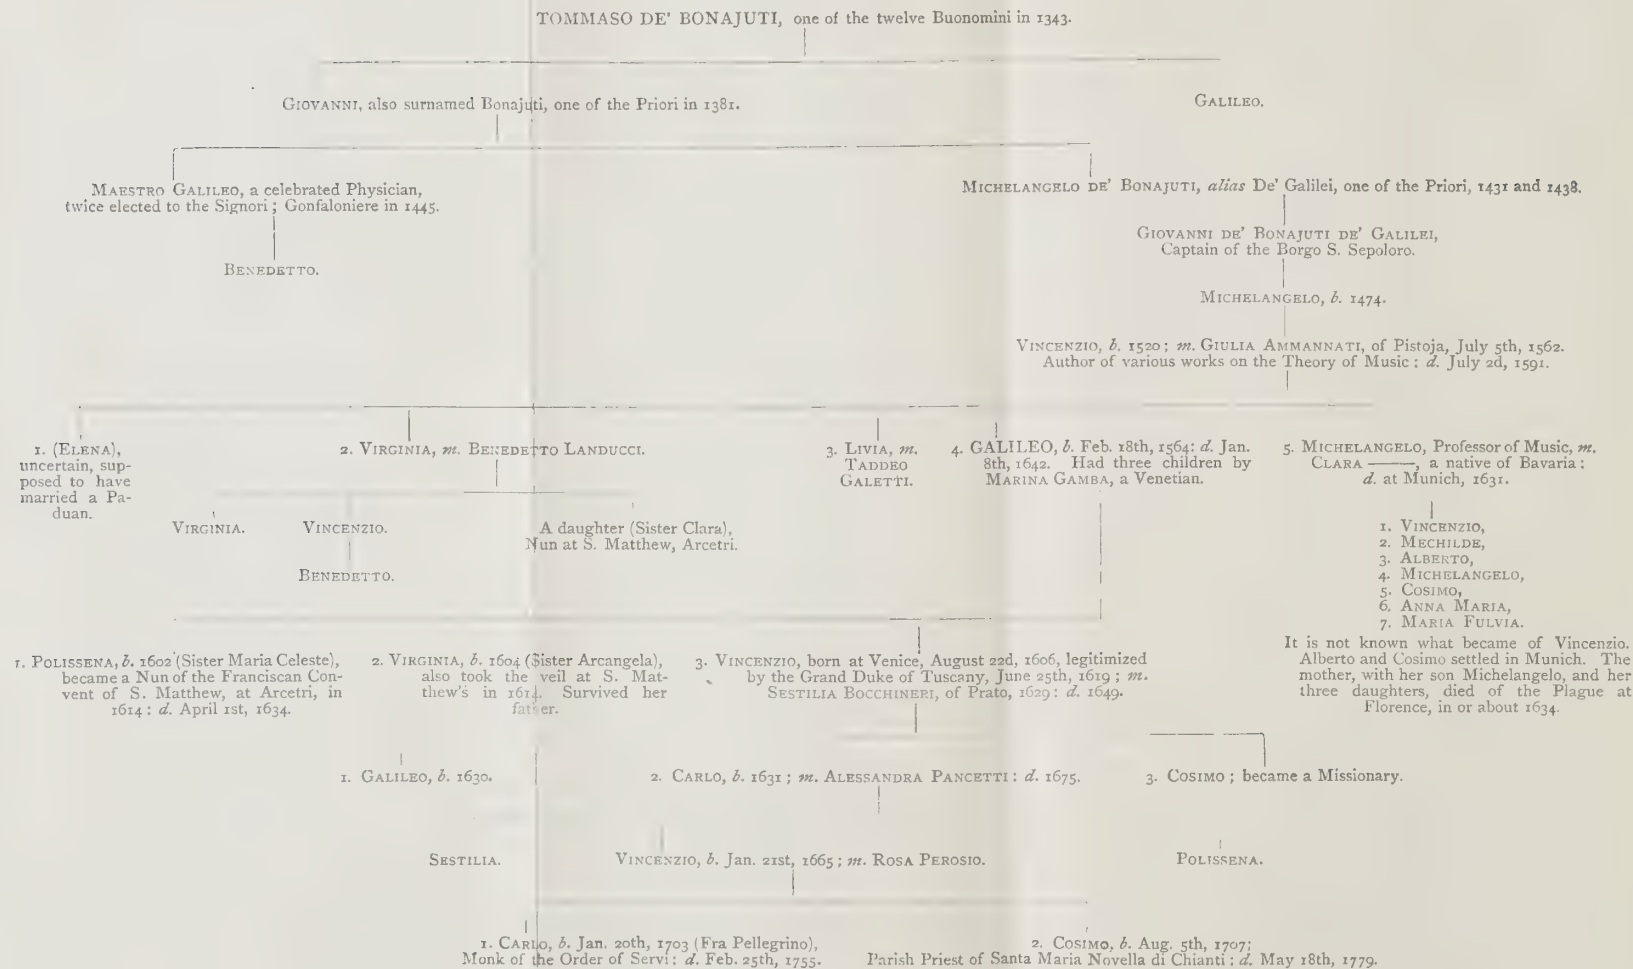 TOMMASO DE' BONAJUTI, one of the twelve Buonomini in 1343.
GIOVANNI, also surnamed Bonajuti, one of the Priori in 1381.
GALILEO.
MAESTRO GALILEO, a celebrated Physician,
twice elected to the Signori ; Gonfaloniere in 1445.
MICHELANGELO DE' BONAJUTI, alias De' Galilei, one of the Priori, 1431 and 1438.
BENEDETTO.
GIOVANNI DE' BONAJUTI DE' GALILEI,
Captain of the Borgo S. Sepoloro.
MICHELANGELO, b. 1474.
VINCENZIO, b. 1520 ; m. GIULIA AMMANNATI, of Pistoja, July 5th, 1562.
Author of various works on the Theory of Music : d. July 2d, 1591.
1. (ELENA),
uncertain, sup-
posed to have
married a Pa-
duan.
2. VIRGINIA, m. BENEDETTO LANDUCCI.
3. LIVIA, m.
TADDEO
GALETTI.
4. GALILEO, b. Feb. 18th, 1564: d. Jan.
8th, 1642. Had three children by
MARINA GAMBA, a Venetian.
5. MICHELANGELO, Professor of Music, m.
CLARA ———, a native of Bavaria :
d. at Munich, 1631.
VIRGINIA.
VINCENZIO.
A daughter (Sister Clara),
Nun at S. Matthew, Arcetri.
BENEDETTO.
1. VINCENZIO,
2. MECHILDE,
3. ALBERTO,
4. MICHELANGELO,
5. COSIMO,
6. ANNA MARIA,
7. MARIA FULVIA.
It is not known what became of Vincenzio.
Alberto and Cosimo settled in Munich. The
mother, with her son Michelangelo, and her
three daughters, died of the Plague at
Florence, in or about 1634.
1. POLISSENA, b. 1602 (Sister Maria Celeste),
became a Nun of the Franciscan Con-
vent of S. Matthew, at Arcetri, in
1614 : d. April 1st, 1634.
2. VIRGINIA, b. 1604 (Sister Arcangela),
also took the veil at S. Mat-
thew's in 1614. Survived her
father.
3. VINCENZIO, born at Venice, August 22d, 1606, legitimized
by the Grand Duke of Tuscany, June 25th, 1619 ; m.
SESTILIA BOCCHINERI, of Prato, 1629 : d. 1649.
1. GALILEO, b. 1630.
2. CARLO, b. 1631 ; m. ALESSANDRA PANCETTI : d. 1675.
3. COSIMO ; became a Missionary.
SESTILIA.
VINCENZIO, b. Jan. 21st, 1665 ; m. ROSA PEROSIO.
POLISSENA.
1. CARLO, b. Jan. 20th, 1703 (Fra Pellegrino),
Monk of the Order of Servi : d. Feb. 25th, 1755.
2. COSIMO, b. Aug. 5th, 1707;
Parish Priest of Santa Maria Novella di Chianti : d. May 18th, 1779.